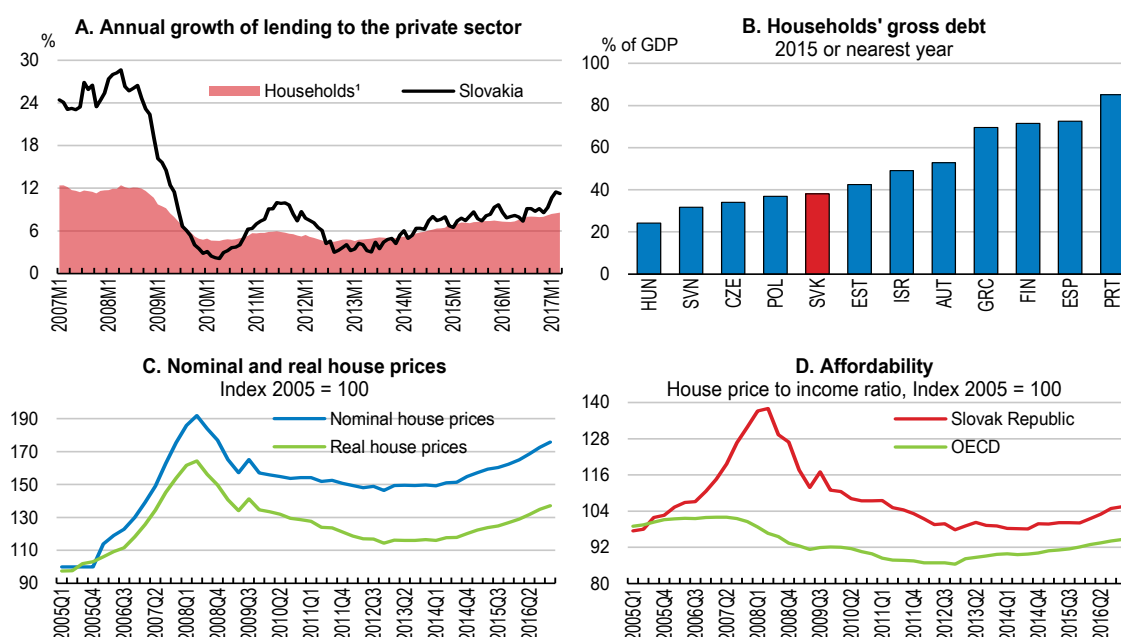 A. Annual growth of lending to the private sector
%
30
24
18
12
6
0
Households¹
Slovakia
2007M1
2008M1
2009M1
2010M1
2011M1
2012M1
2013M1
2014M1
2015M1
2016M1
2017M1
B. Households' gross debt
2015 or nearest year
% of GDP
100
80
60
40
20
0
HUN
SVN
CZE
POL
SVK
EST
ISR
AUT
GRC
FIN
ESP
PRT
C. Nominal and real house prices
Index 2005 = 100
190
170
150
130
110
90
Nominal house prices
Real house prices
2005Q1
2005Q4
2006Q3
2007Q2
2008Q1
2008Q4
2009Q3
2010Q2
2011Q1
2011Q4
2012Q3
2013Q2
2014Q1
2014Q4
2015Q3
2016Q2
D. Affordability
House price to income ratio, Index 2005 = 100
140
128
116
104
92
80
Slovak Republic
OECD
2005Q1
2005Q4
2006Q3
2007Q2
2008Q1
2008Q4
2009Q3
2010Q2
2011Q1
2011Q4
2012Q3
2013Q2
2014Q1
2014Q4
2015Q3
2016Q2